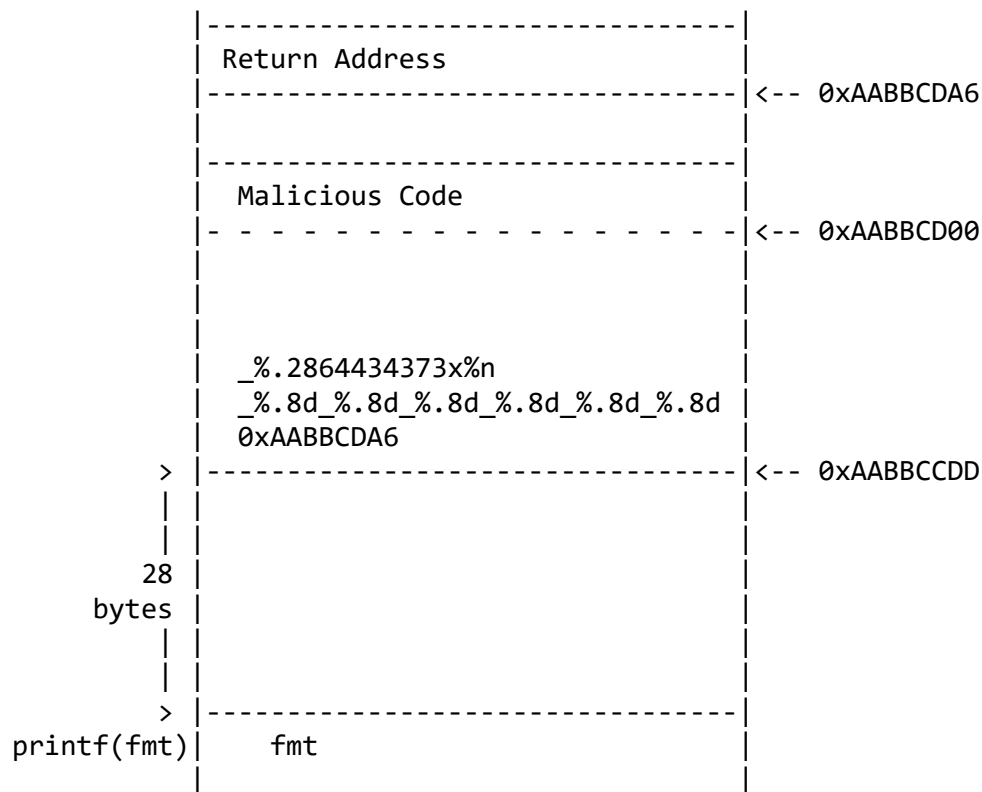 Return Address
<-- 0xAABBCDA6
Malicious Code
<-- 0xAABBCD00
_%.2864434373x%n
_%.8d_%.8d_%.8d_%.8d_%.8d_%.8d
0xAABBCDA6
<-- 0xAABBCCDD
28
bytes
printf(fmt) fmt